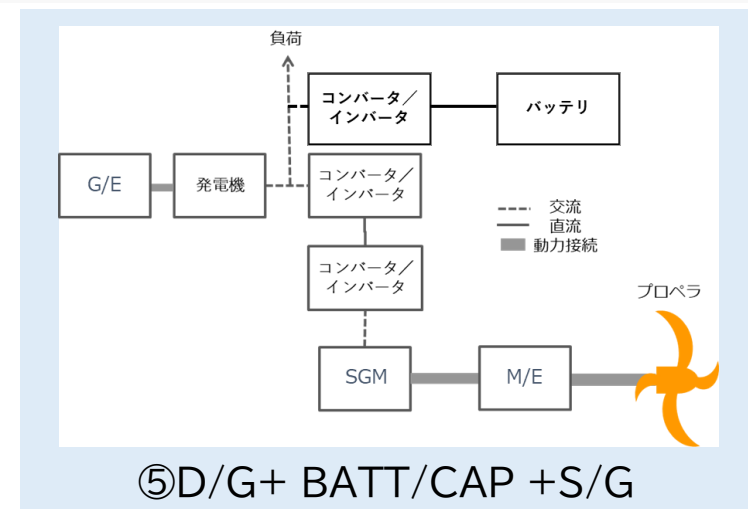 負荷
コンバータ／
インバータ
バッテリ
G/E
発電機
コンバータ／
インバータ
交流
直流
動力接続
コンバータ／
インバータ
プロペラ
SGM
M/E
⑤D/G+ BATT/CAP +S/G